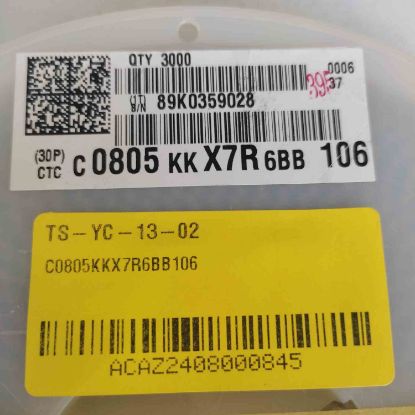 QTY 3000
0006
37
395
S/N 89K0359028
(30P)
CTC C 0805 KK X7R 6BB 106
TS-YC-13-02
C0805KKX7R6BB106
ACAZ2408000845